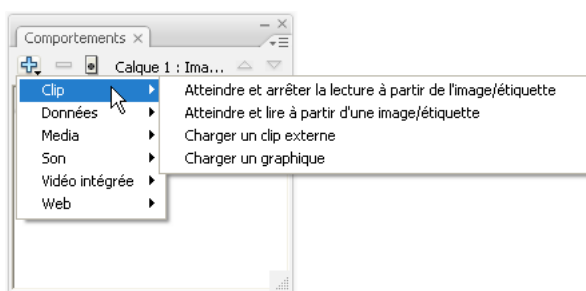 Comportements
Calque 1 : Ima...
Clip
Données
Media
Son
Vidéo intégrée
Web
Atteindre et arrêter la lecture à partir de l'image/étiquette
Atteindre et lire à partir d'une image/étiquette
Charger un clip externe
Charger un graphique